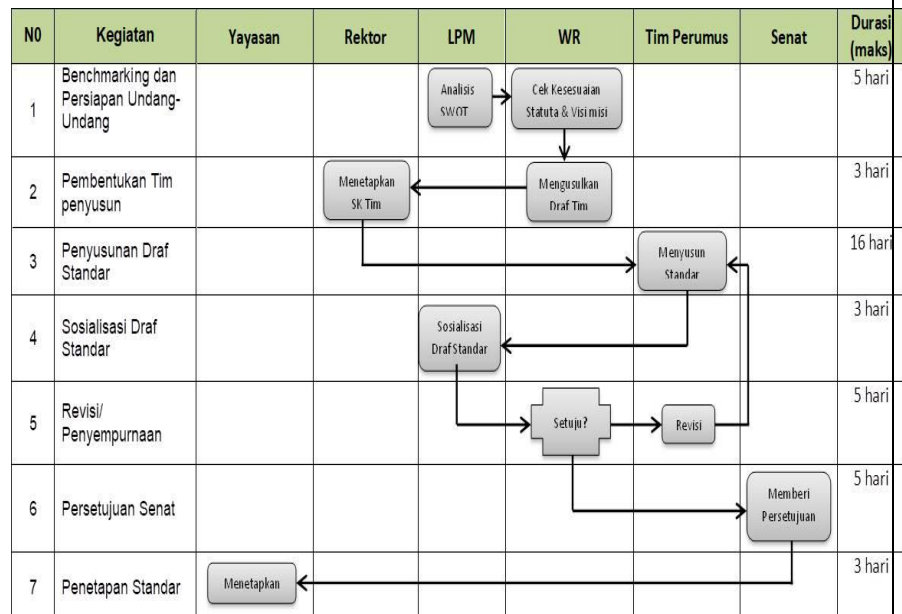 N0 Kegiatan Yayasan Rektor LPM WR Tim Perumus Senat Durasi
(maks)
1
Benchmarking dan
Persiapan Undang-
Undang
Analisis
SWOT
Cek Kesesuaian
Statuta & Visi misi
5 hari
2
Pembentukan Tim
penyusun
Menetapkan
SK Tim
Mengusulkan
Draf Tim
3 hari
3
Penyusunan Draf
Standar
Menyusun
Standar
16 hari
4
Sosialisasi Draf
Standar
Sosialisasi
Draf Standar
3 hari
5
Revisi/
Penyempurnaan
Setuju?
Revisi
5 hari
6
Persetujuan Senat
Memberi
Persetujuan
5 hari
7
Penetapan Standar
Menetapkan
3 hari